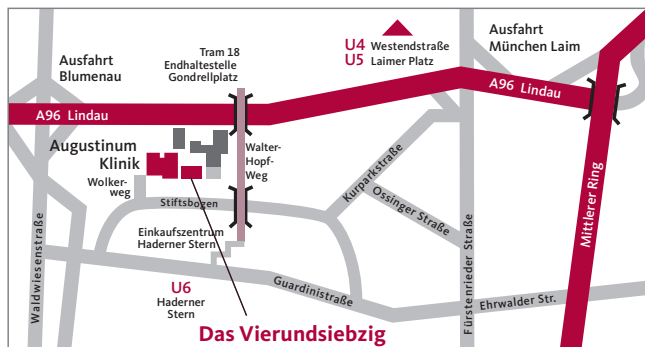 Ausfahrt
Blumenau
Tram 18
Endhaltestelle
Gondrellplatz
U4 Westendstraße
U5 Laimer Platz
Ausfahrt
München Laim
A96 Lindau
A96 Lindau
Augustinum
Klinik
Walter-
Hopf-
Weg
Wolker-
weg
Stiftsbogen
Kurparkstraße
Ossinger Straße
Mittlerer Ring
Waldwiesenstraße
Einkaufszentrum
Haderner Stern
U6
Haderner
Stern
Guardinistraße
Fürstenrieder Straße
Ehrwalder Str.
Das Vierundsiebzig